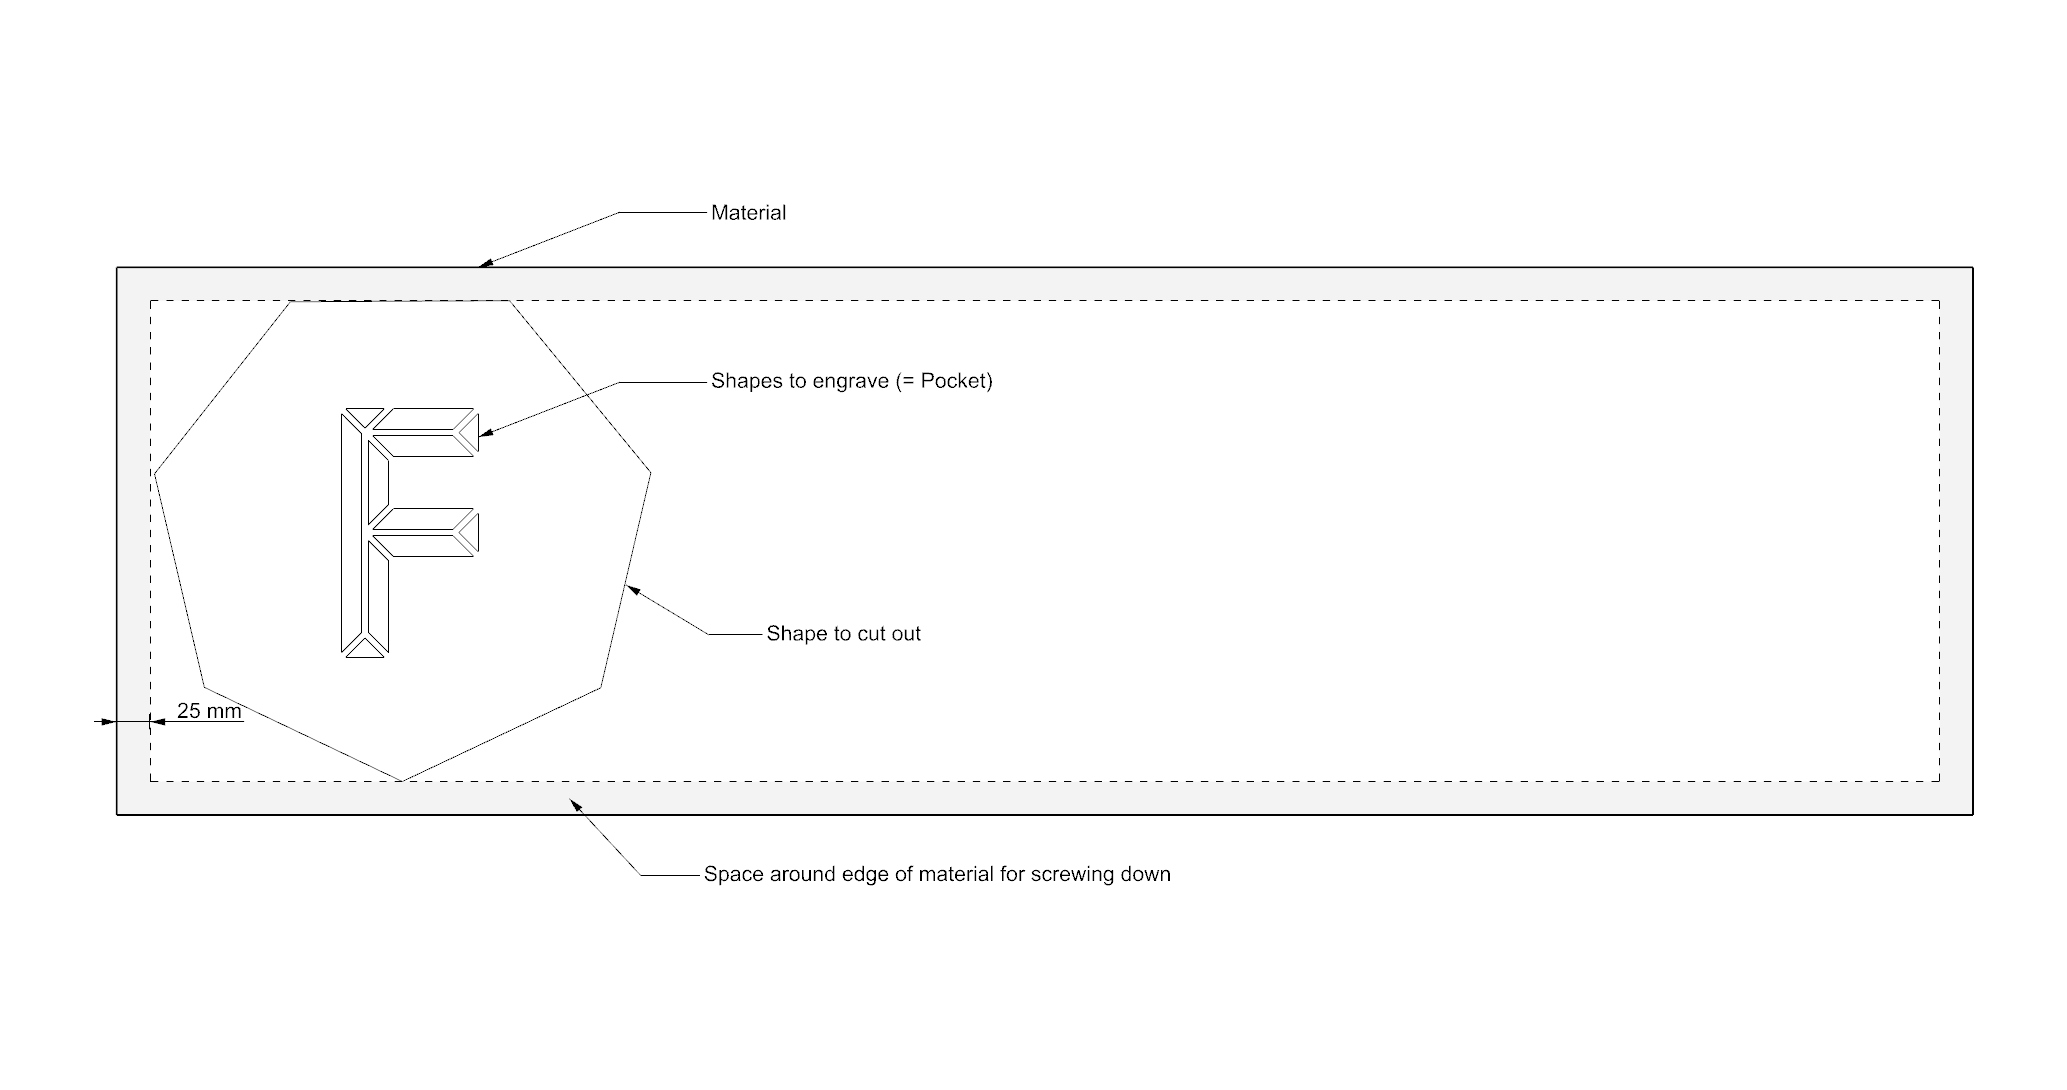 Material
Shapes to engrave (= Pocket)
F
Shape to cut out
25 mm
Space around edge of material for screwing down